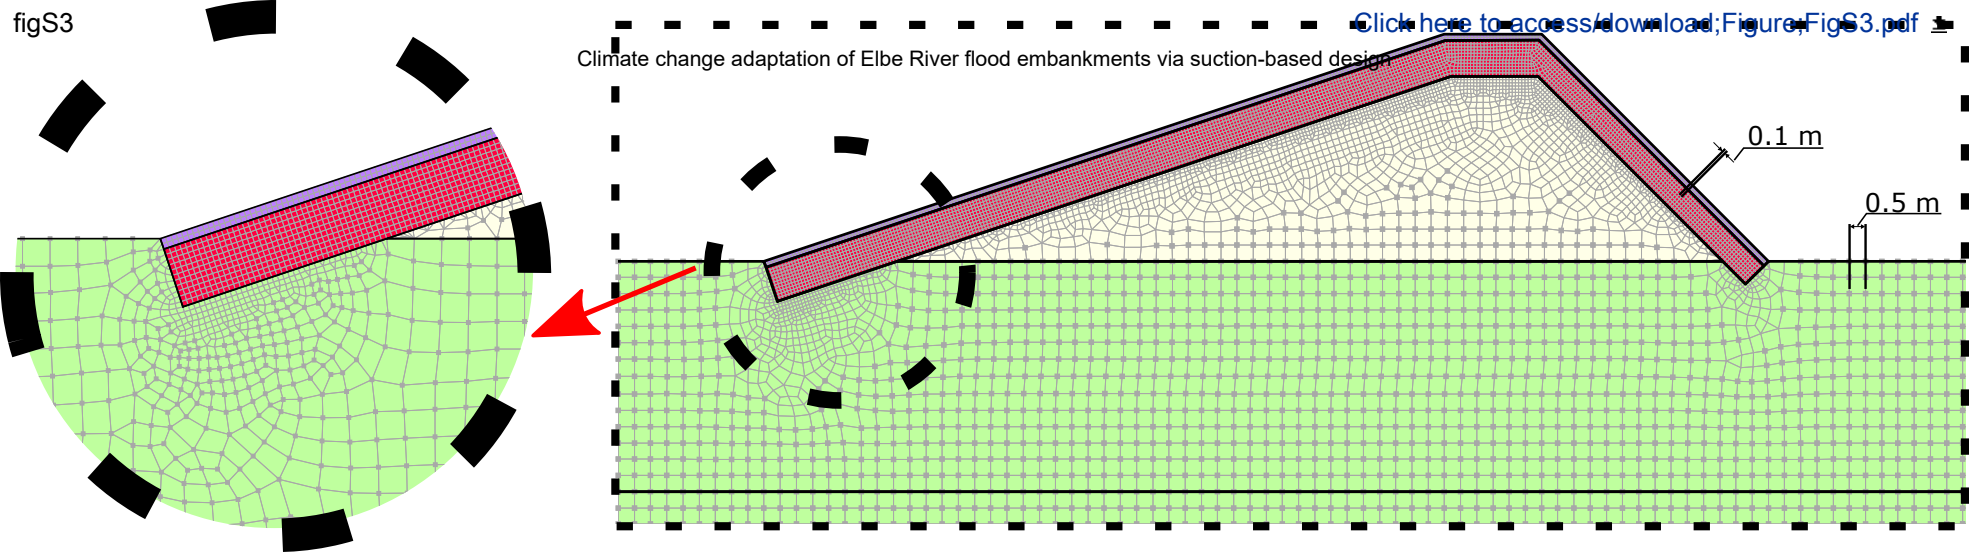 figS3
Click here to access/download;Figure;FigS3.pdf
Climate change adaptation of Elbe River flood embankments via suction-based design
0.1 m
0.5 m